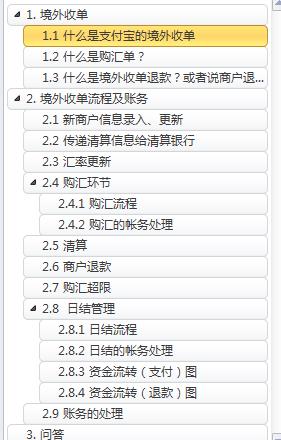 1. 境外收单
1.1 什么是支付宝的境外收单
1.2 什么是购汇单？
1.3 什么是境外收单退款？或者说商户退...
2. 境外收单流程及账务
2.1 新商户信息录入、更新
2.2 传递清算信息给清算银行
2.3 汇率更新
2.4 购汇环节
2.4.1 购汇流程
2.4.2 购汇的帐务处理
2.5 清算
2.6 商户退款
2.7 购汇超限
2.8 日结管理
2.8.1 日结流程
2.8.2 日结的帐务处理
2.8.3 资金流转（支付）图
2.8.4 资金流转（退款）图
2.9 账务的处理
3. 问答